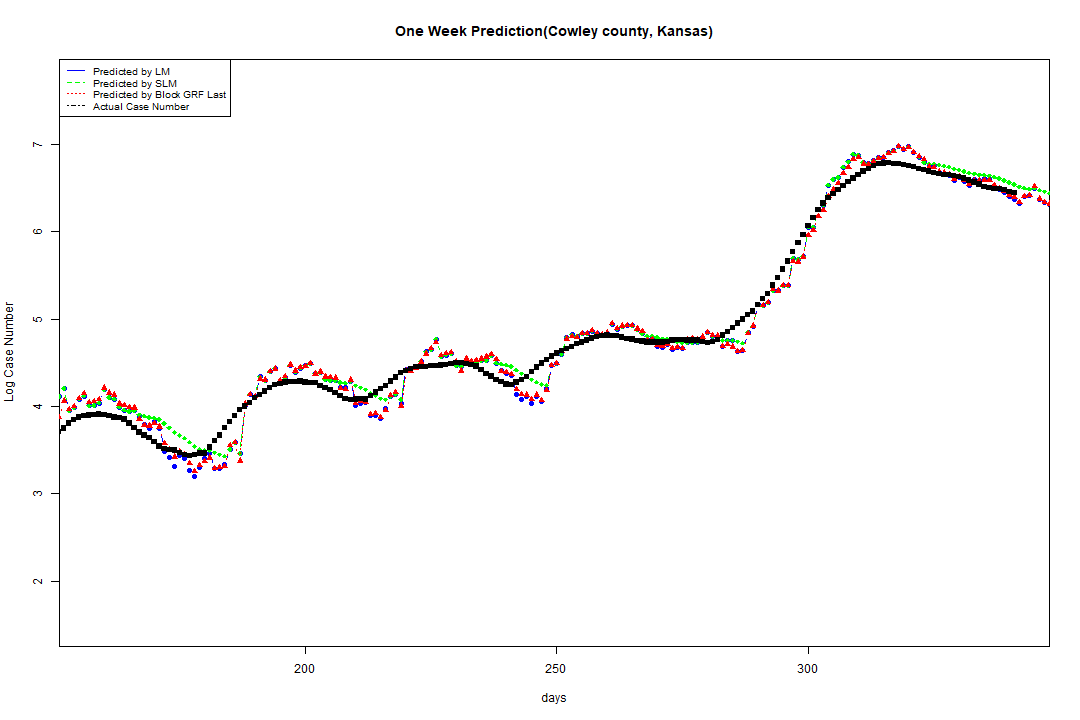 One Week Prediction(Cowley county, Kansas)
Predicted by LM
Predicted by SLM
Predicted by Block GRF Last
Actual Case Number
Log Case Number
7
6
5
4
3
2
200
250
300
days